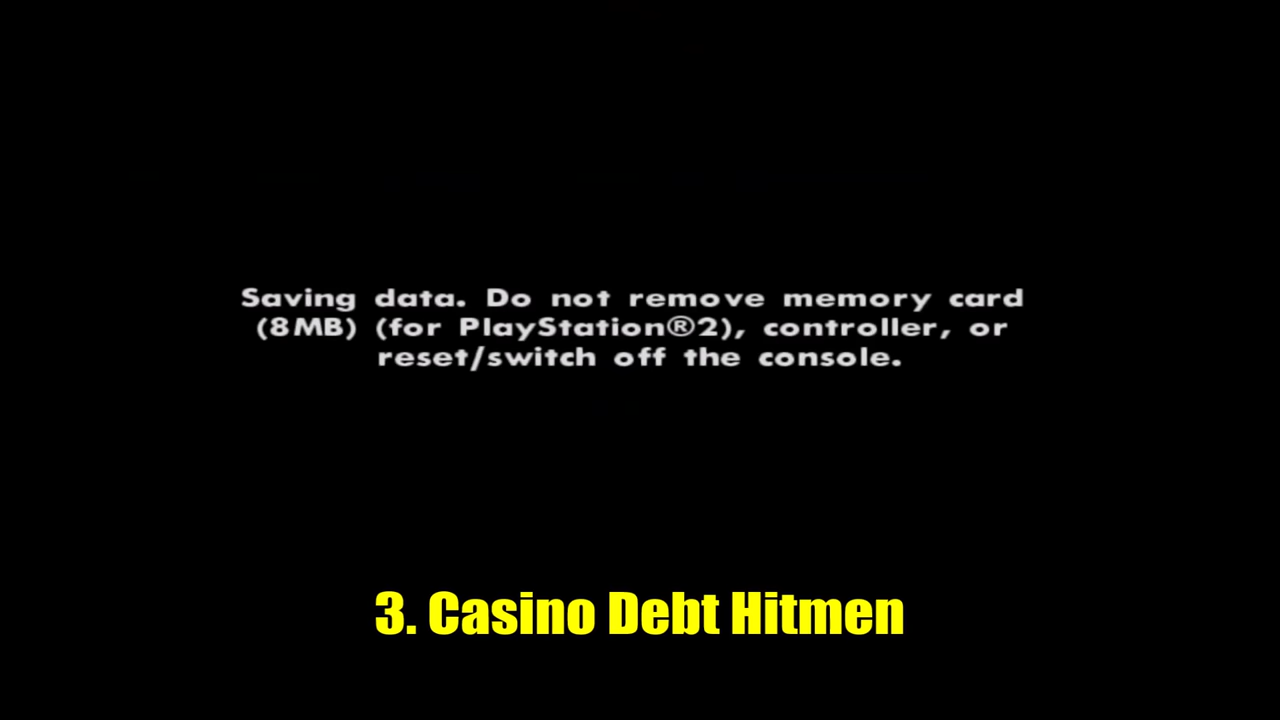 Saving data. Do not remove memory card
(8MB) (for PlayStation®2), controller, or
reset/switch off the console.
3. Casino Debt Hitmen